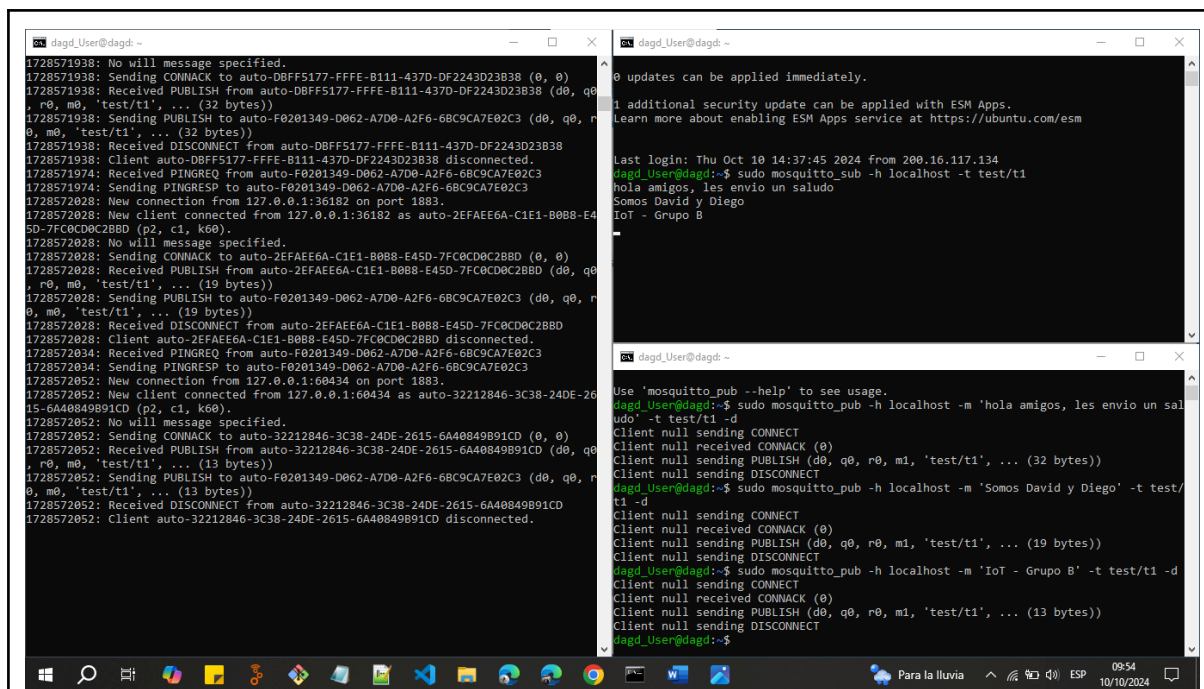 dagd_User@dagd: ~
1728571938: No will message specified.
1728571938: Sending CONNACK to auto-DBFF5177-FFFE-B111-437D-DF2243D23B38 (0, 0)
1728571938: Received PUBLISH from auto-DBFF5177-FFFE-B111-437D-DF2243D23B38 (d0, q0
, r0, m0, 'test/t1', ... (32 bytes))
1728571938: Sending PUBLISH to auto-F0201349-D062-A7D0-A2F6-6BC9CA7E02C3 (d0, q0, r
0, m0, 'test/t1', ... (32 bytes))
1728571938: Received DISCONNECT from auto-DBFF5177-FFFE-B111-437D-DF2243D23B38
1728571938: Client auto-DBFF5177-FFFE-B111-437D-DF2243D23B38 disconnected.
1728571974: Received PINGREQ from auto-F0201349-D062-A7D0-A2F6-6BC9CA7E02C3
1728571974: Sending PINGRESP to auto-F0201349-D062-A7D0-A2F6-6BC9CA7E02C3
1728572028: New connection from 127.0.0.1:36182 on port 1883.
1728572028: New client connected from 127.0.0.1:36182 as auto-2EFAEE6A-C1E1-B0B8-E4
5D-7FC0CD0C2BBD (p2, c1, k60).
1728572028: No will message specified.
1728572028: Sending CONNACK to auto-2EFAEE6A-C1E1-B0B8-E45D-7FC0CD0C2BBD (0, 0)
1728572028: Received PUBLISH from auto-2EFAEE6A-C1E1-B0B8-E45D-7FC0CD0C2BBD (d0, q0
, r0, m0, 'test/t1', ... (19 bytes))
1728572028: Sending PUBLISH to auto-F0201349-D062-A7D0-A2F6-6BC9CA7E02C3 (d0, q0, r
0, m0, 'test/t1', ... (19 bytes))
1728572028: Received DISCONNECT from auto-2EFAEE6A-C1E1-B0B8-E45D-7FC0CD0C2BBD
1728572028: Client auto-2EFAEE6A-C1E1-B0B8-E45D-7FC0CD0C2BBD disconnected.
1728572034: Received PINGREQ from auto-F0201349-D062-A7D0-A2F6-6BC9CA7E02C3
1728572034: Sending PINGRESP to auto-F0201349-D062-A7D0-A2F6-6BC9CA7E02C3
1728572052: New connection from 127.0.0.1:60434 on port 1883.
1728572052: New client connected from 127.0.0.1:60434 as auto-32212846-3C38-24DE-26
15-6A40849B91CD (p2, c1, k60).
1728572052: No will message specified.
1728572052: Sending CONNACK to auto-32212846-3C38-24DE-2615-6A40849B91CD (0, 0)
1728572052: Received PUBLISH from auto-32212846-3C38-24DE-2615-6A40849B91CD (d0, q0
, r0, m0, 'test/t1', ... (13 bytes))
1728572052: Sending PUBLISH to auto-F0201349-D062-A7D0-A2F6-6BC9CA7E02C3 (d0, q0, r
0, m0, 'test/t1', ... (13 bytes))
1728572052: Received DISCONNECT from auto-32212846-3C38-24DE-2615-6A40849B91CD
1728572052: Client auto-32212846-3C38-24DE-2615-6A40849B91CD disconnected.
dagd_User@dagd: ~
0 updates can be applied immediately.
1 additional security update can be applied with ESM Apps.
Learn more about enabling ESM Apps service at https://ubuntu.com/esm
Last login: Thu Oct 10 14:37:45 2024 from 200.16.117.134
dagd_User@dagd:~$ sudo mosquitto_sub -h localhost -t test/t1
hola amigos, les envio un saludo
Somos David y Diego
IoT - Grupo B
dagd_User@dagd: ~
Use 'mosquitto_pub --help' to see usage.
dagd_User@dagd:~$ sudo mosquitto_pub -h localhost -m 'hola amigos, les envio un sal
udo' -t test/t1 -d
Client null sending CONNECT
Client null received CONNACK (0)
Client null sending PUBLISH (d0, q0, r0, m1, 'test/t1', ... (32 bytes))
Client null sending DISCONNECT
dagd_User@dagd:~$ sudo mosquitto_pub -h localhost -m 'Somos David y Diego' -t test/
t1 -d
Client null sending CONNECT
Client null received CONNACK (0)
Client null sending PUBLISH (d0, q0, r0, m1, 'test/t1', ... (19 bytes))
Client null sending DISCONNECT
dagd_User@dagd:~$ sudo mosquitto_pub -h localhost -m 'IoT - Grupo B' -t test/t1 -d
Client null sending CONNECT
Client null received CONNACK (0)
Client null sending PUBLISH (d0, q0, r0, m1, 'test/t1', ... (13 bytes))
Client null sending DISCONNECT
dagd_User@dagd:~$
Para la lluvia
ESP
09:54
10/10/2024